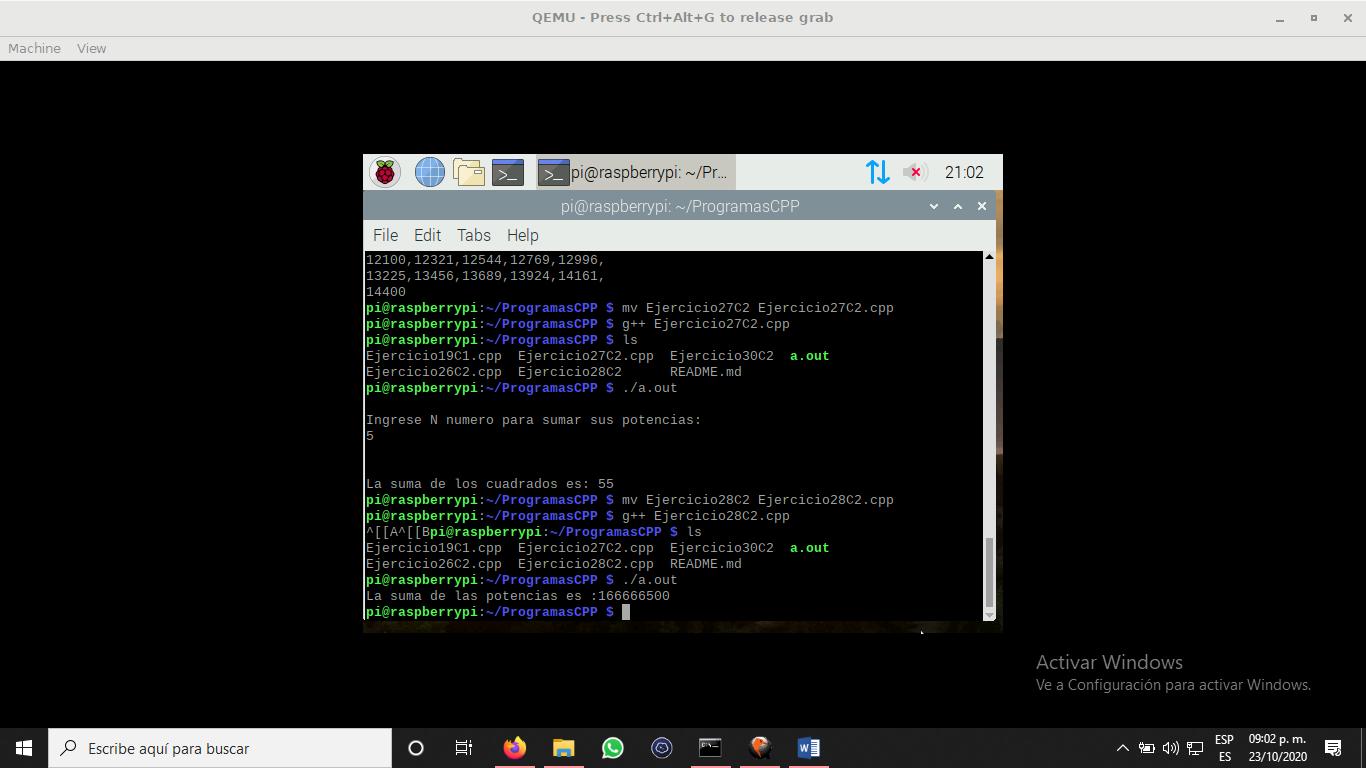 QEMU - Press Ctrl+Alt+G to release grab
Machine View
pi@raspberrypi: ~/Pr...
21:02
pi@raspberrypi: ~/ProgramasCPP
File Edit Tabs Help
12100,12321,12544,12769,12996,
13225,13456,13689,13924,14161,
14400
pi@raspberrypi:~/ProgramasCPP $ mv Ejercicio27C2 Ejercicio27C2.cpp
pi@raspberrypi:~/ProgramasCPP $ g++ Ejercicio27C2.cpp
pi@raspberrypi:~/ProgramasCPP $ ls
Ejercicio19C1.cpp  Ejercicio27C2.cpp  Ejercicio30C2  a.out
Ejercicio26C2.cpp  Ejercicio28C2      README.md
pi@raspberrypi:~/ProgramasCPP $ ./a.out
Ingrese N numero para sumar sus potencias:
5
La suma de los cuadrados es: 55
pi@raspberrypi:~/ProgramasCPP $ mv Ejercicio28C2 Ejercicio28C2.cpp
pi@raspberrypi:~/ProgramasCPP $ g++ Ejercicio28C2.cpp
^[[A^[[Bpi@raspberrypi:~/ProgramasCPP $ ls
Ejercicio19C1.cpp  Ejercicio27C2.cpp  Ejercicio30C2  a.out
Ejercicio26C2.cpp  Ejercicio28C2.cpp  README.md
pi@raspberrypi:~/ProgramasCPP $ ./a.out
La suma de las potencias es :166666500
pi@raspberrypi:~/ProgramasCPP $
Activar Windows
Ve a Configuración para activar Windows.
Escribe aquí para buscar
ESP
ES
09:02 p. m.
23/10/2020